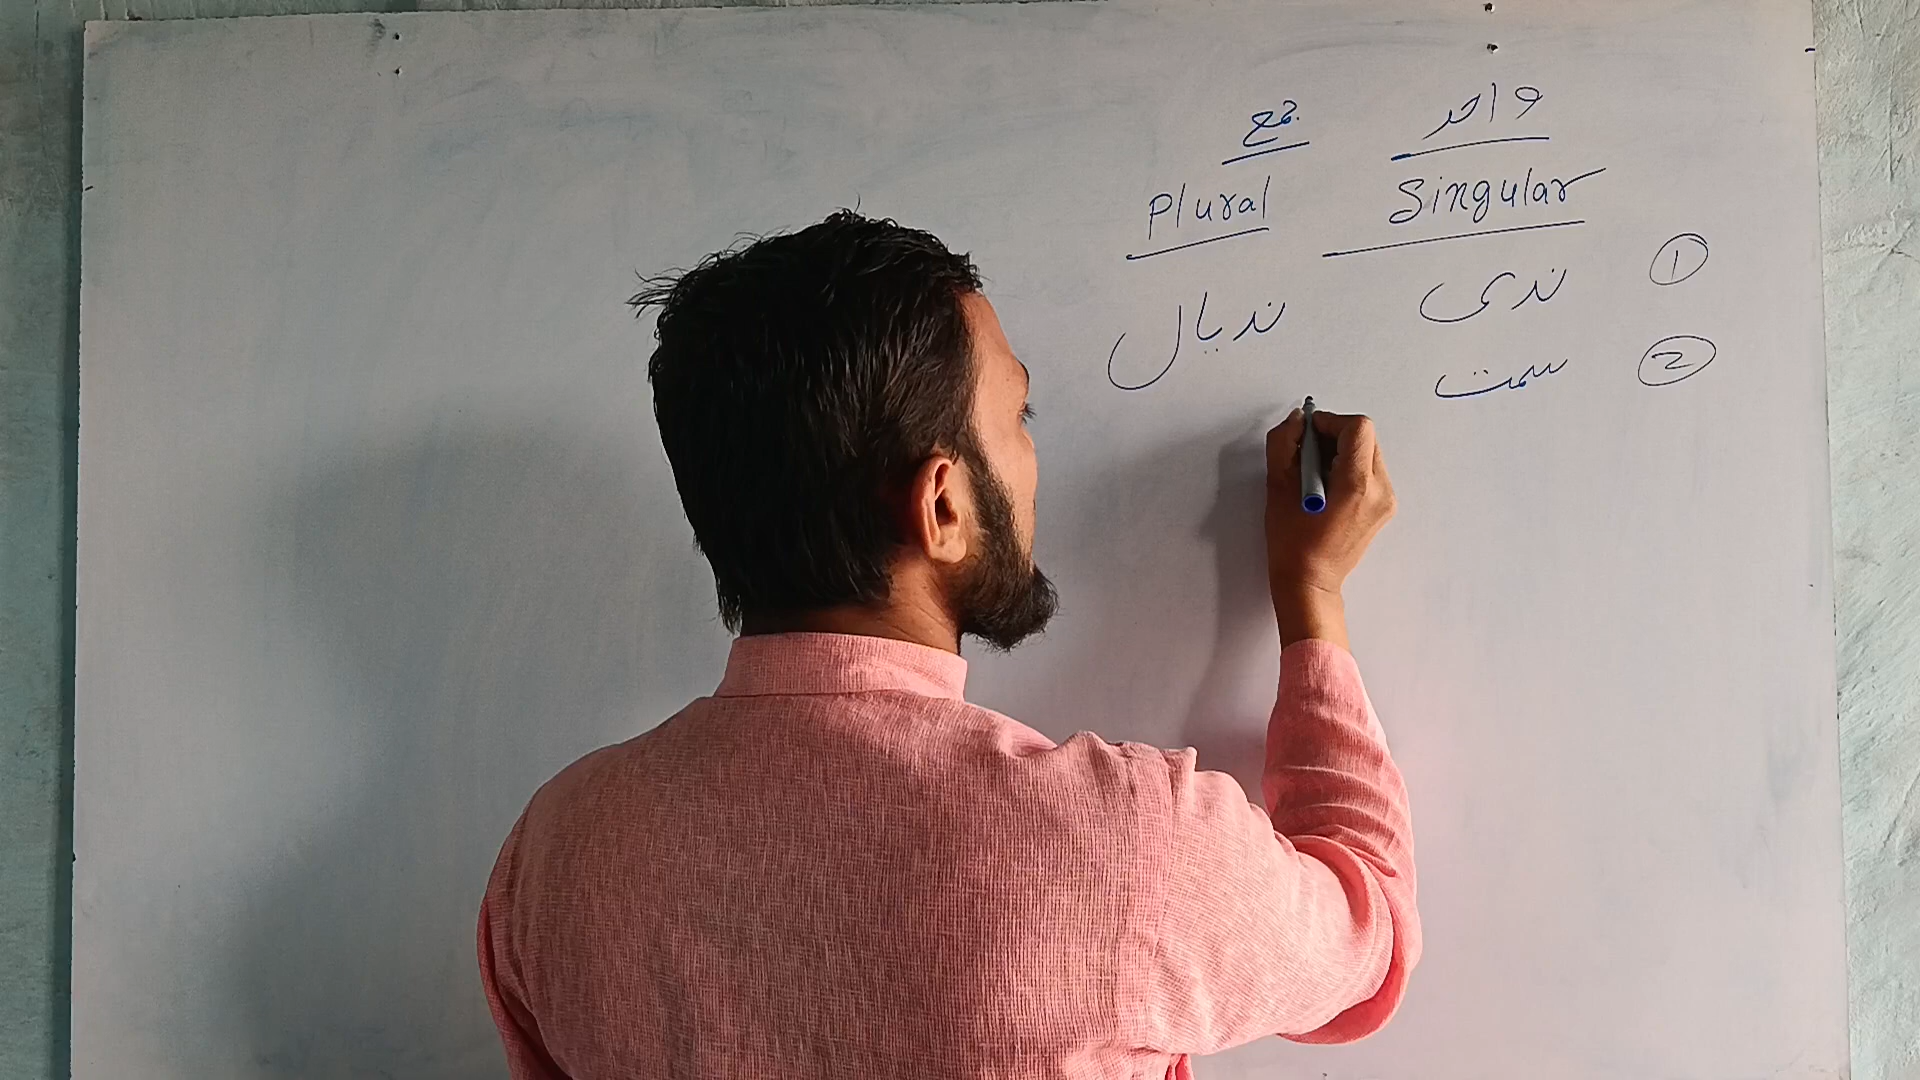 واحد جمع
Singular Plural
① ندی ندیاں
② سمت